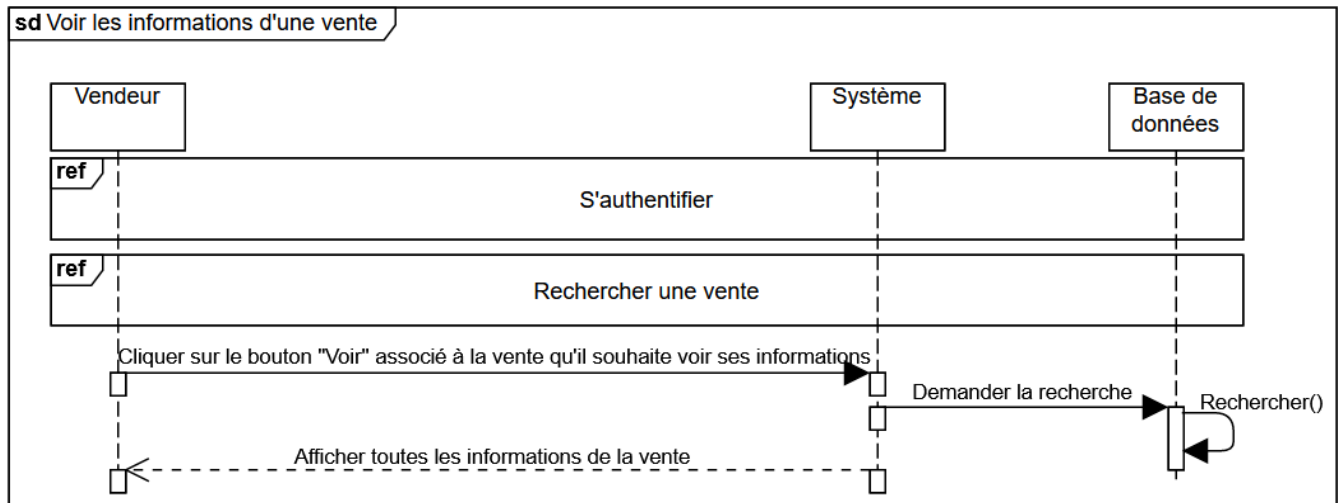 sd Voir les informations d'une vente
Vendeur
Système
Base de
données
ref
S'authentifier
ref
Rechercher une vente
Cliquer sur le bouton "Voir" associé à la vente qu'il souhaite voir ses informations
Demander la recherche
Rechercher()
Afficher toutes les informations de la vente